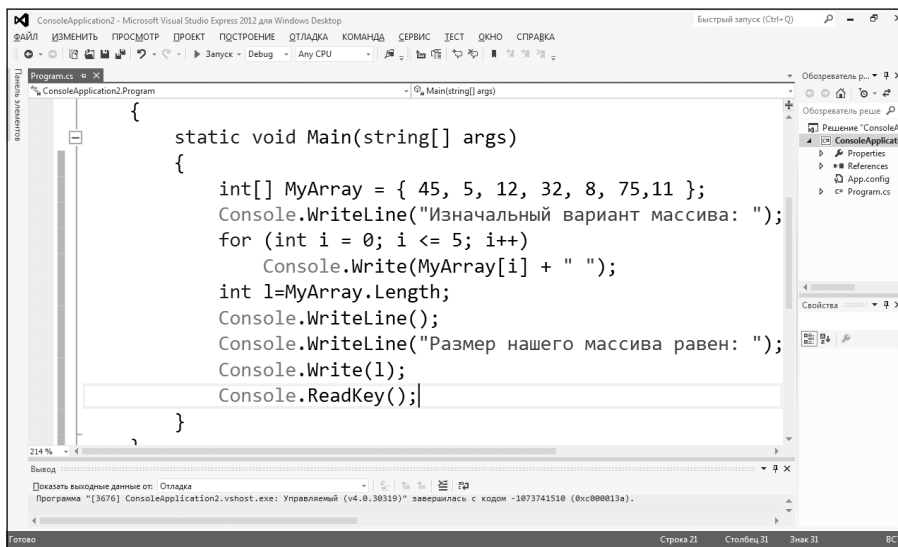 ConsoleApplication2 - Microsoft Visual Studio Express 2012 для Windows Desktop
Быстрый запуск (Ctrl+Q)
ФАЙЛ ИЗМЕНИТЬ ПРОСМОТР ПРОЕКТ ПОСТРОЕНИЕ ОТЛАДКА КОМАНДА СЕРВИС ТЕСТ ОКНО СПРАВКА
Запуск Debug Any CPU
Панель элементов
Program.cs
ConsoleApplication2.Program
Main(string[] args)
{
static void Main(string[] args)
{
int[] MyArray = { 45, 5, 12, 32, 8, 75,11 };
Console.WriteLine("Изначальный вариант массива: ");
for (int i = 0; i <= 5; i++)
Console.Write(MyArray[i] + " ");
int l=MyArray.Length;
Console.WriteLine();
Console.WriteLine("Размер нашего массива равен: ");
Console.Write(l);
Console.ReadKey();
}
214 %
Обозреватель р...
Обозреватель реше
Решение "ConsoleA
ConsoleApplicat
Properties
References
App.config
C# Program.cs
Свойства
Вывод
Показать выходные данные от: Отладка
Программа "[3676] ConsoleApplication2.vshost.exe: Управляемый (v4.0.30319)" завершилась с кодом -1073741510 (0xc000013a).
Готово
Строка 21 Столбец 31 Знак 31 ВСТ